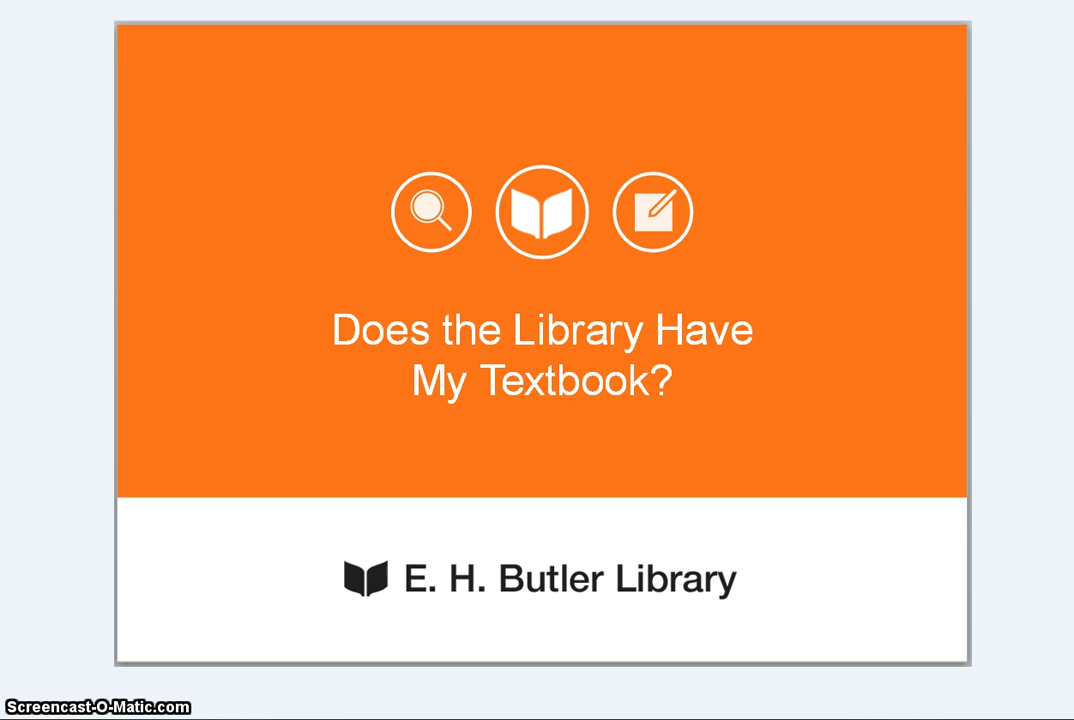 Does the Library Have
My Textbook?
E. H. Butler Library
Screencast-O-Matic.com